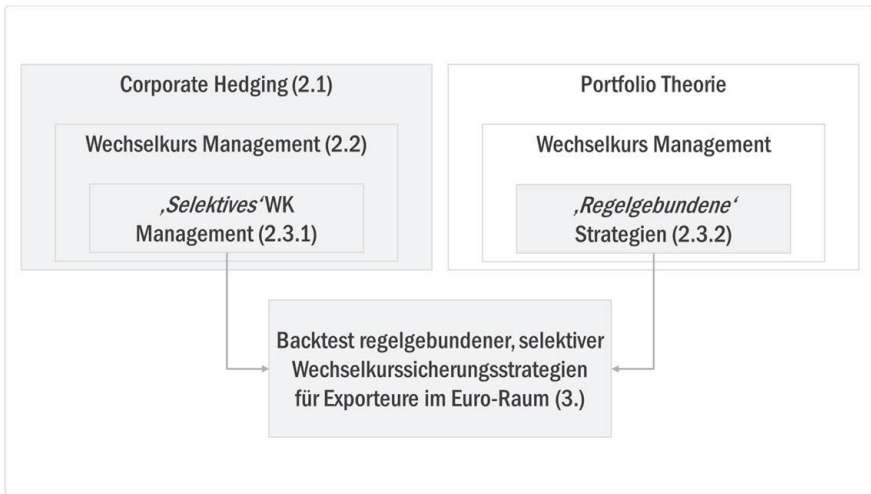 Corporate Hedging (2.1)
Wechselkurs Management (2.2)
‚Selektives‘WK
Management (2.3.1)
Portfolio Theorie
Wechselkurs Management
‚Regelgebundene‘
Strategien (2.3.2)
Backtest regelgebundener, selektiver
Wechselkurssicherungsstrategien
für Exporteure im Euro-Raum (3.)